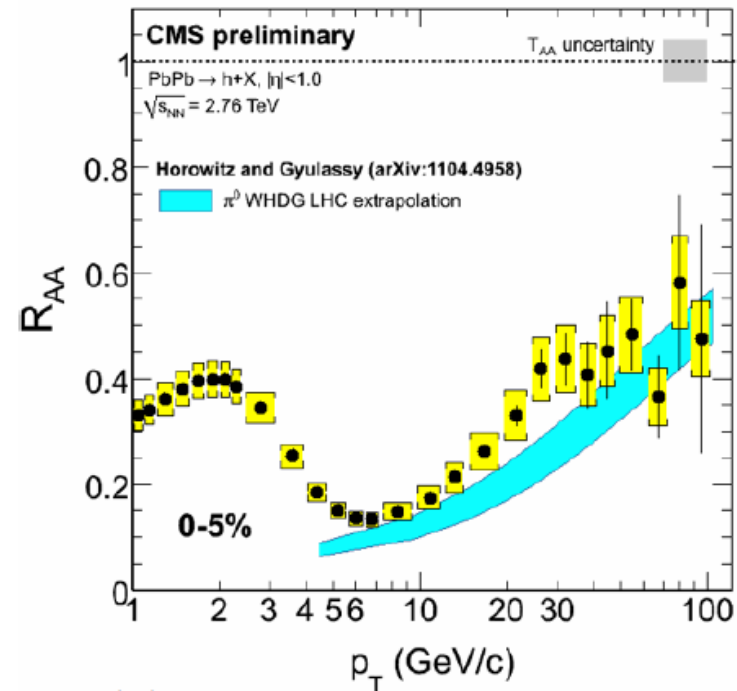 CMS preliminary
T_AA uncertainty
PbPb → h+X, |η|<1.0
√s_NN = 2.76 TeV
Horowitz and Gyulassy (arXiv:1104.4958)
π⁰ WHDG LHC extrapolation
1
0.8
0.6
0.4
0.2
0
R_AA
0-5%
1 2 3 4 5 6 10 20 30 100
p_T (GeV/c)